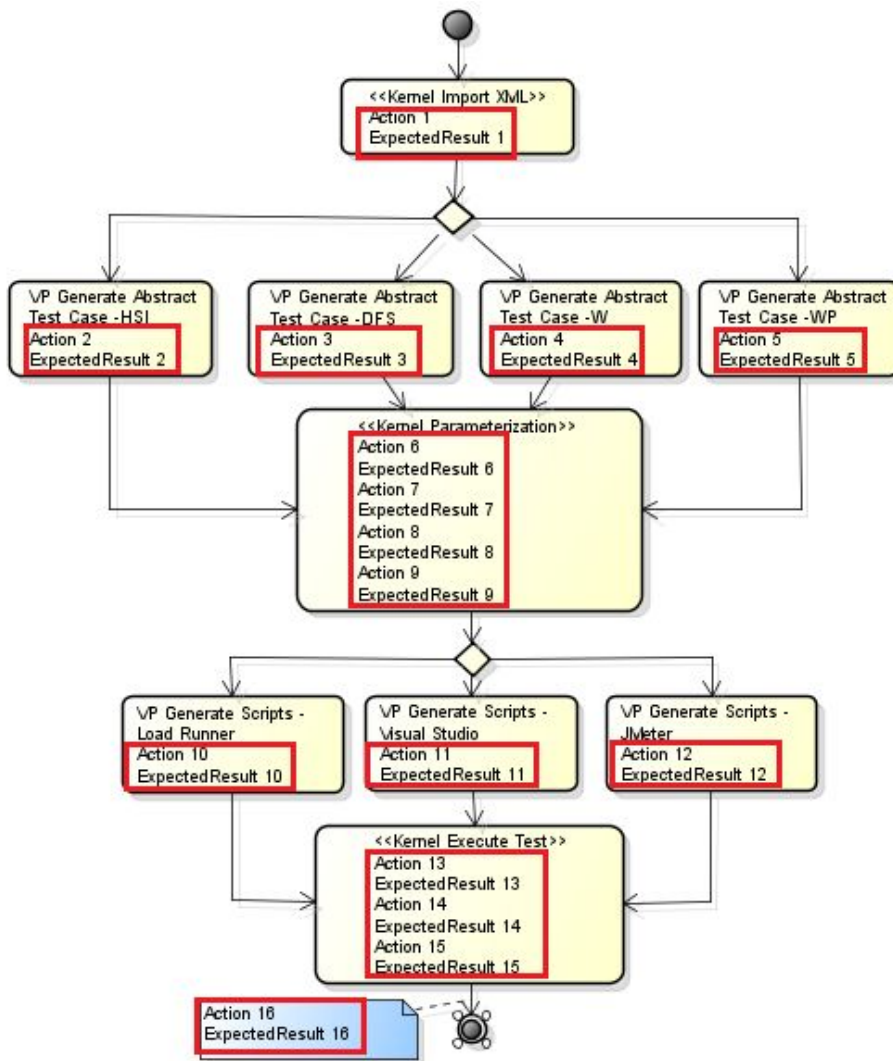 <<Kernel Import XML>>
Action 1
ExpectedResult 1
VP Generate Abstract
Test Case -HSI
Action 2
ExpectedResult 2
VP Generate Abstract
Test Case -DFS
Action 3
ExpectedResult 3
VP Generate Abstract
Test Case -W
Action 4
ExpectedResult 4
VP Generate Abstract
Test Case -WP
Action 5
ExpectedResult 5
<<Kernel Parameterization>>
Action 6
ExpectedResult 6
Action 7
ExpectedResult 7
Action 8
ExpectedResult 8
Action 9
ExpectedResult 9
VP Generate Scripts -
Load Runner
Action 10
ExpectedResult 10
VP Generate Scripts -
Visual Studio
Action 11
ExpectedResult 11
VP Generate Scripts -
JMeter
Action 12
ExpectedResult 12
<<Kernel Execute Test>>
Action 13
ExpectedResult 13
Action 14
ExpectedResult 14
Action 15
ExpectedResult 15
Action 16
ExpectedResult 16